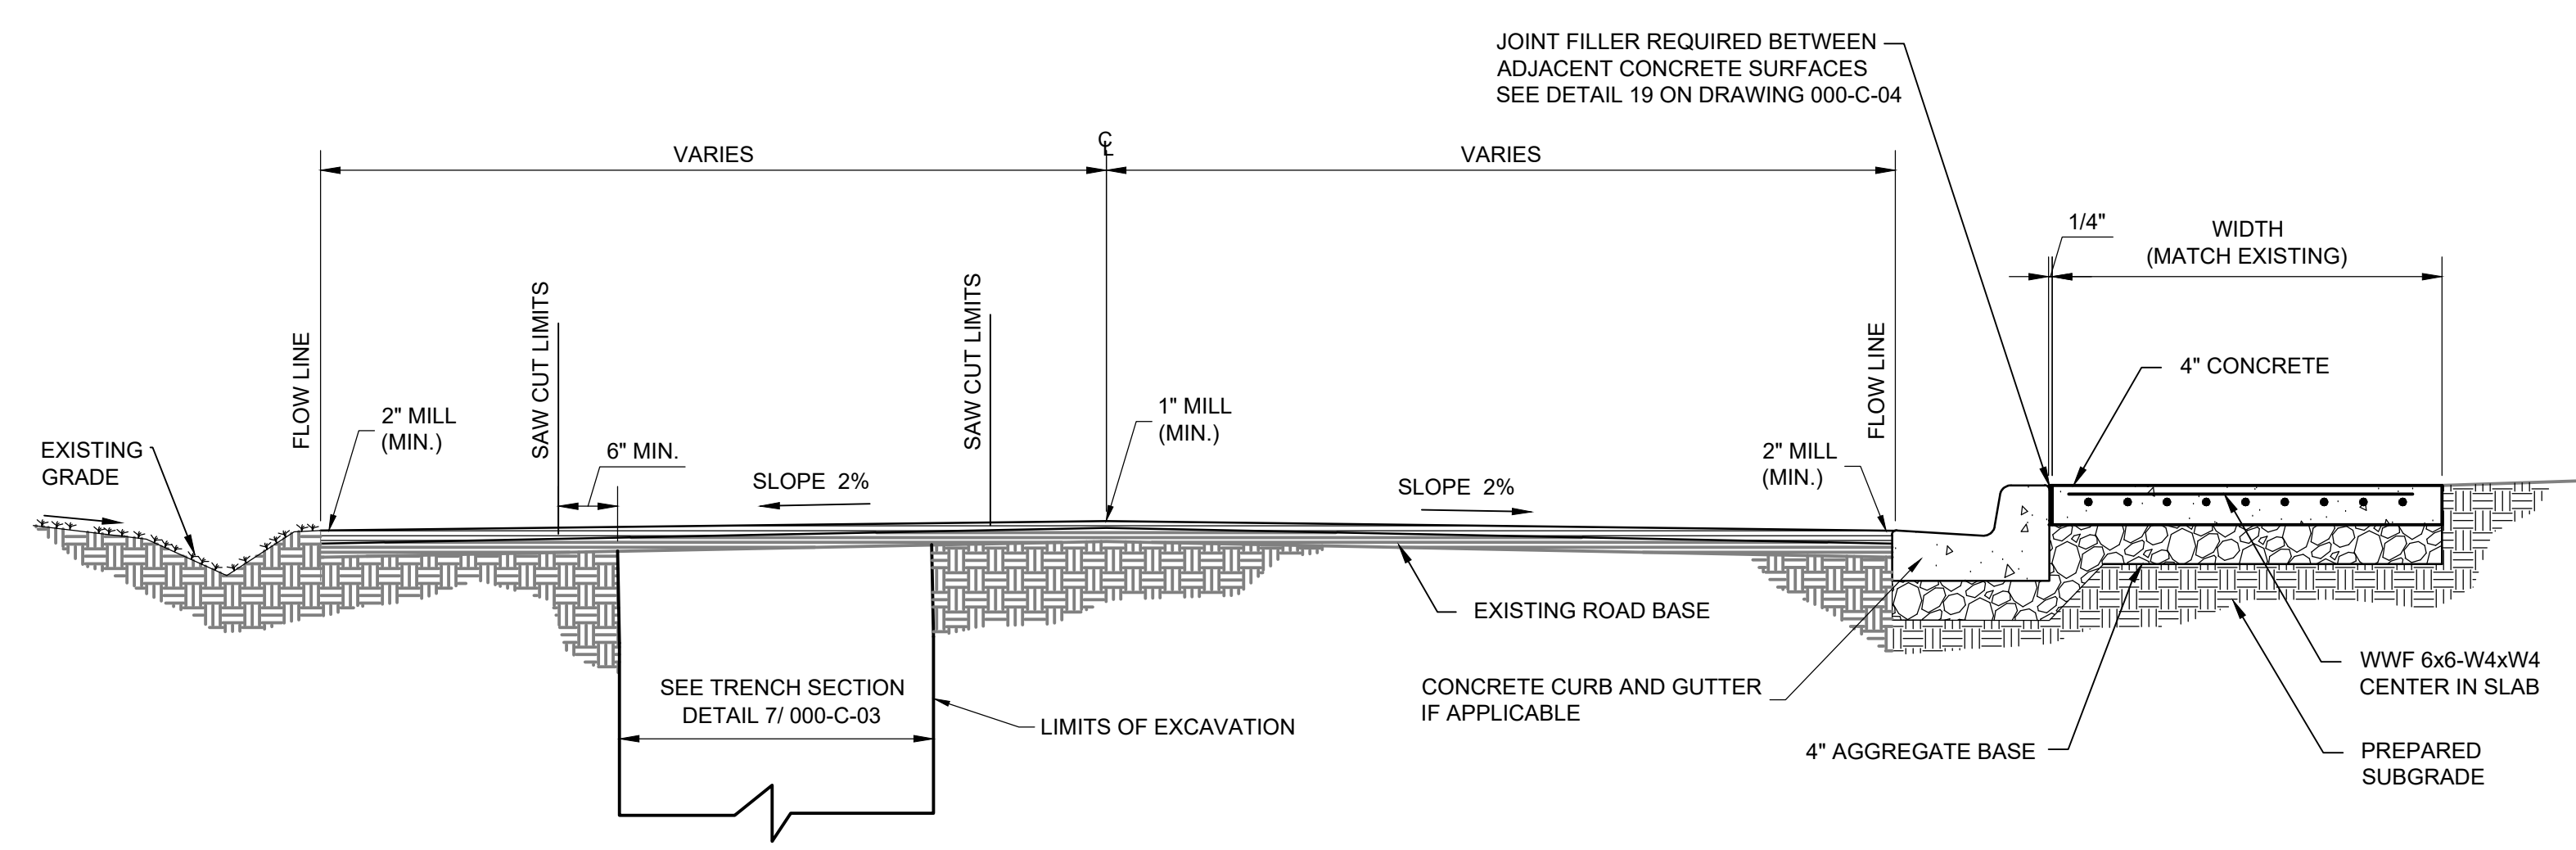 JOINT FILLER REQUIRED BETWEEN
ADJACENT CONCRETE SURFACES
SEE DETAIL 19 ON DRAWING 000-C-04
VARIES
CL
VARIES
1/4"
WIDTH
(MATCH EXISTING)
FLOW LINE
SAW CUT LIMITS
SAW CUT LIMITS
FLOW LINE
4" CONCRETE
2" MILL
(MIN.)
1" MILL
(MIN.)
EXISTING
GRADE
6" MIN.
2" MILL
(MIN.)
SLOPE 2%
SLOPE 2%
EXISTING ROAD BASE
WWF 6x6-W4xW4
CENTER IN SLAB
SEE TRENCH SECTION
DETAIL 7/ 000-C-03
CONCRETE CURB AND GUTTER
IF APPLICABLE
LIMITS OF EXCAVATION
4" AGGREGATE BASE
PREPARED
SUBGRADE